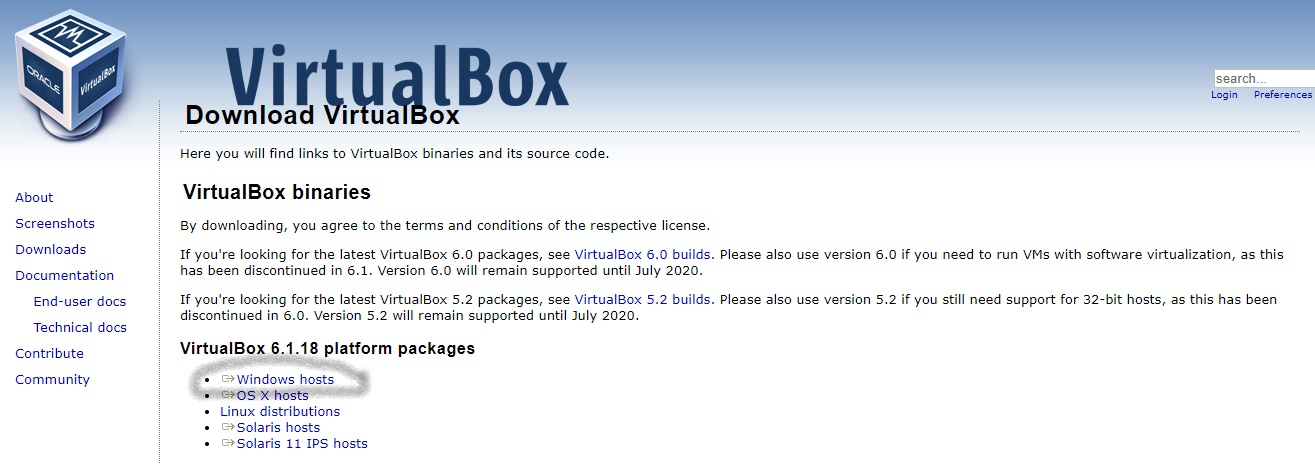 ORACLE
VirtualBox
VirtualBox
search...
Login Preferences
Download VirtualBox
Here you will find links to VirtualBox binaries and its source code.
About
Screenshots
Downloads
Documentation
End-user docs
Technical docs
Contribute
Community
VirtualBox binaries
By downloading, you agree to the terms and conditions of the respective license.
If you're looking for the latest VirtualBox 6.0 packages, see VirtualBox 6.0 builds. Please also use version 6.0 if you need to run VMs with software virtualization, as this
has been discontinued in 6.1. Version 6.0 will remain supported until July 2020.
If you're looking for the latest VirtualBox 5.2 packages, see VirtualBox 5.2 builds. Please also use version 5.2 if you still need support for 32-bit hosts, as this has been
discontinued in 6.0. Version 5.2 will remain supported until July 2020.
VirtualBox 6.1.18 platform packages
Windows hosts
OS X hosts
Linux distributions
Solaris hosts
Solaris 11 IPS hosts